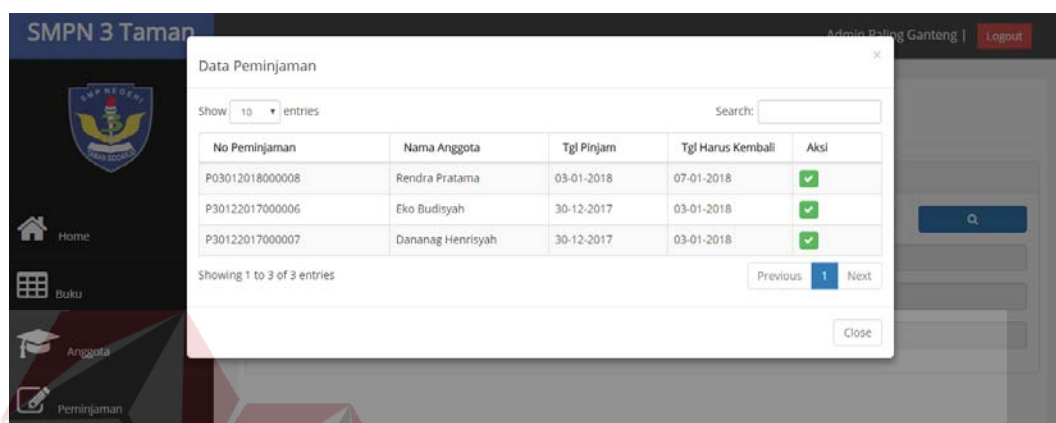 SMPN 3 Taman
Admin Paling Ganteng | Logout
Data Peminjaman
×
Show 10 entries
Search:
No Peminjaman Nama Anggota Tgl Pinjam Tgl Harus Kembali Aksi
P03012018000008 Rendra Pratama 03-01-2018 07-01-2018
P30122017000006 Eko Budisyah 30-12-2017 03-01-2018
P30122017000007 Dananag Henrisyah 30-12-2017 03-01-2018
Showing 1 to 3 of 3 entries
Previous 1 Next
Close
SMP NEGERI
Home
Buku
Anggota
Peminjaman